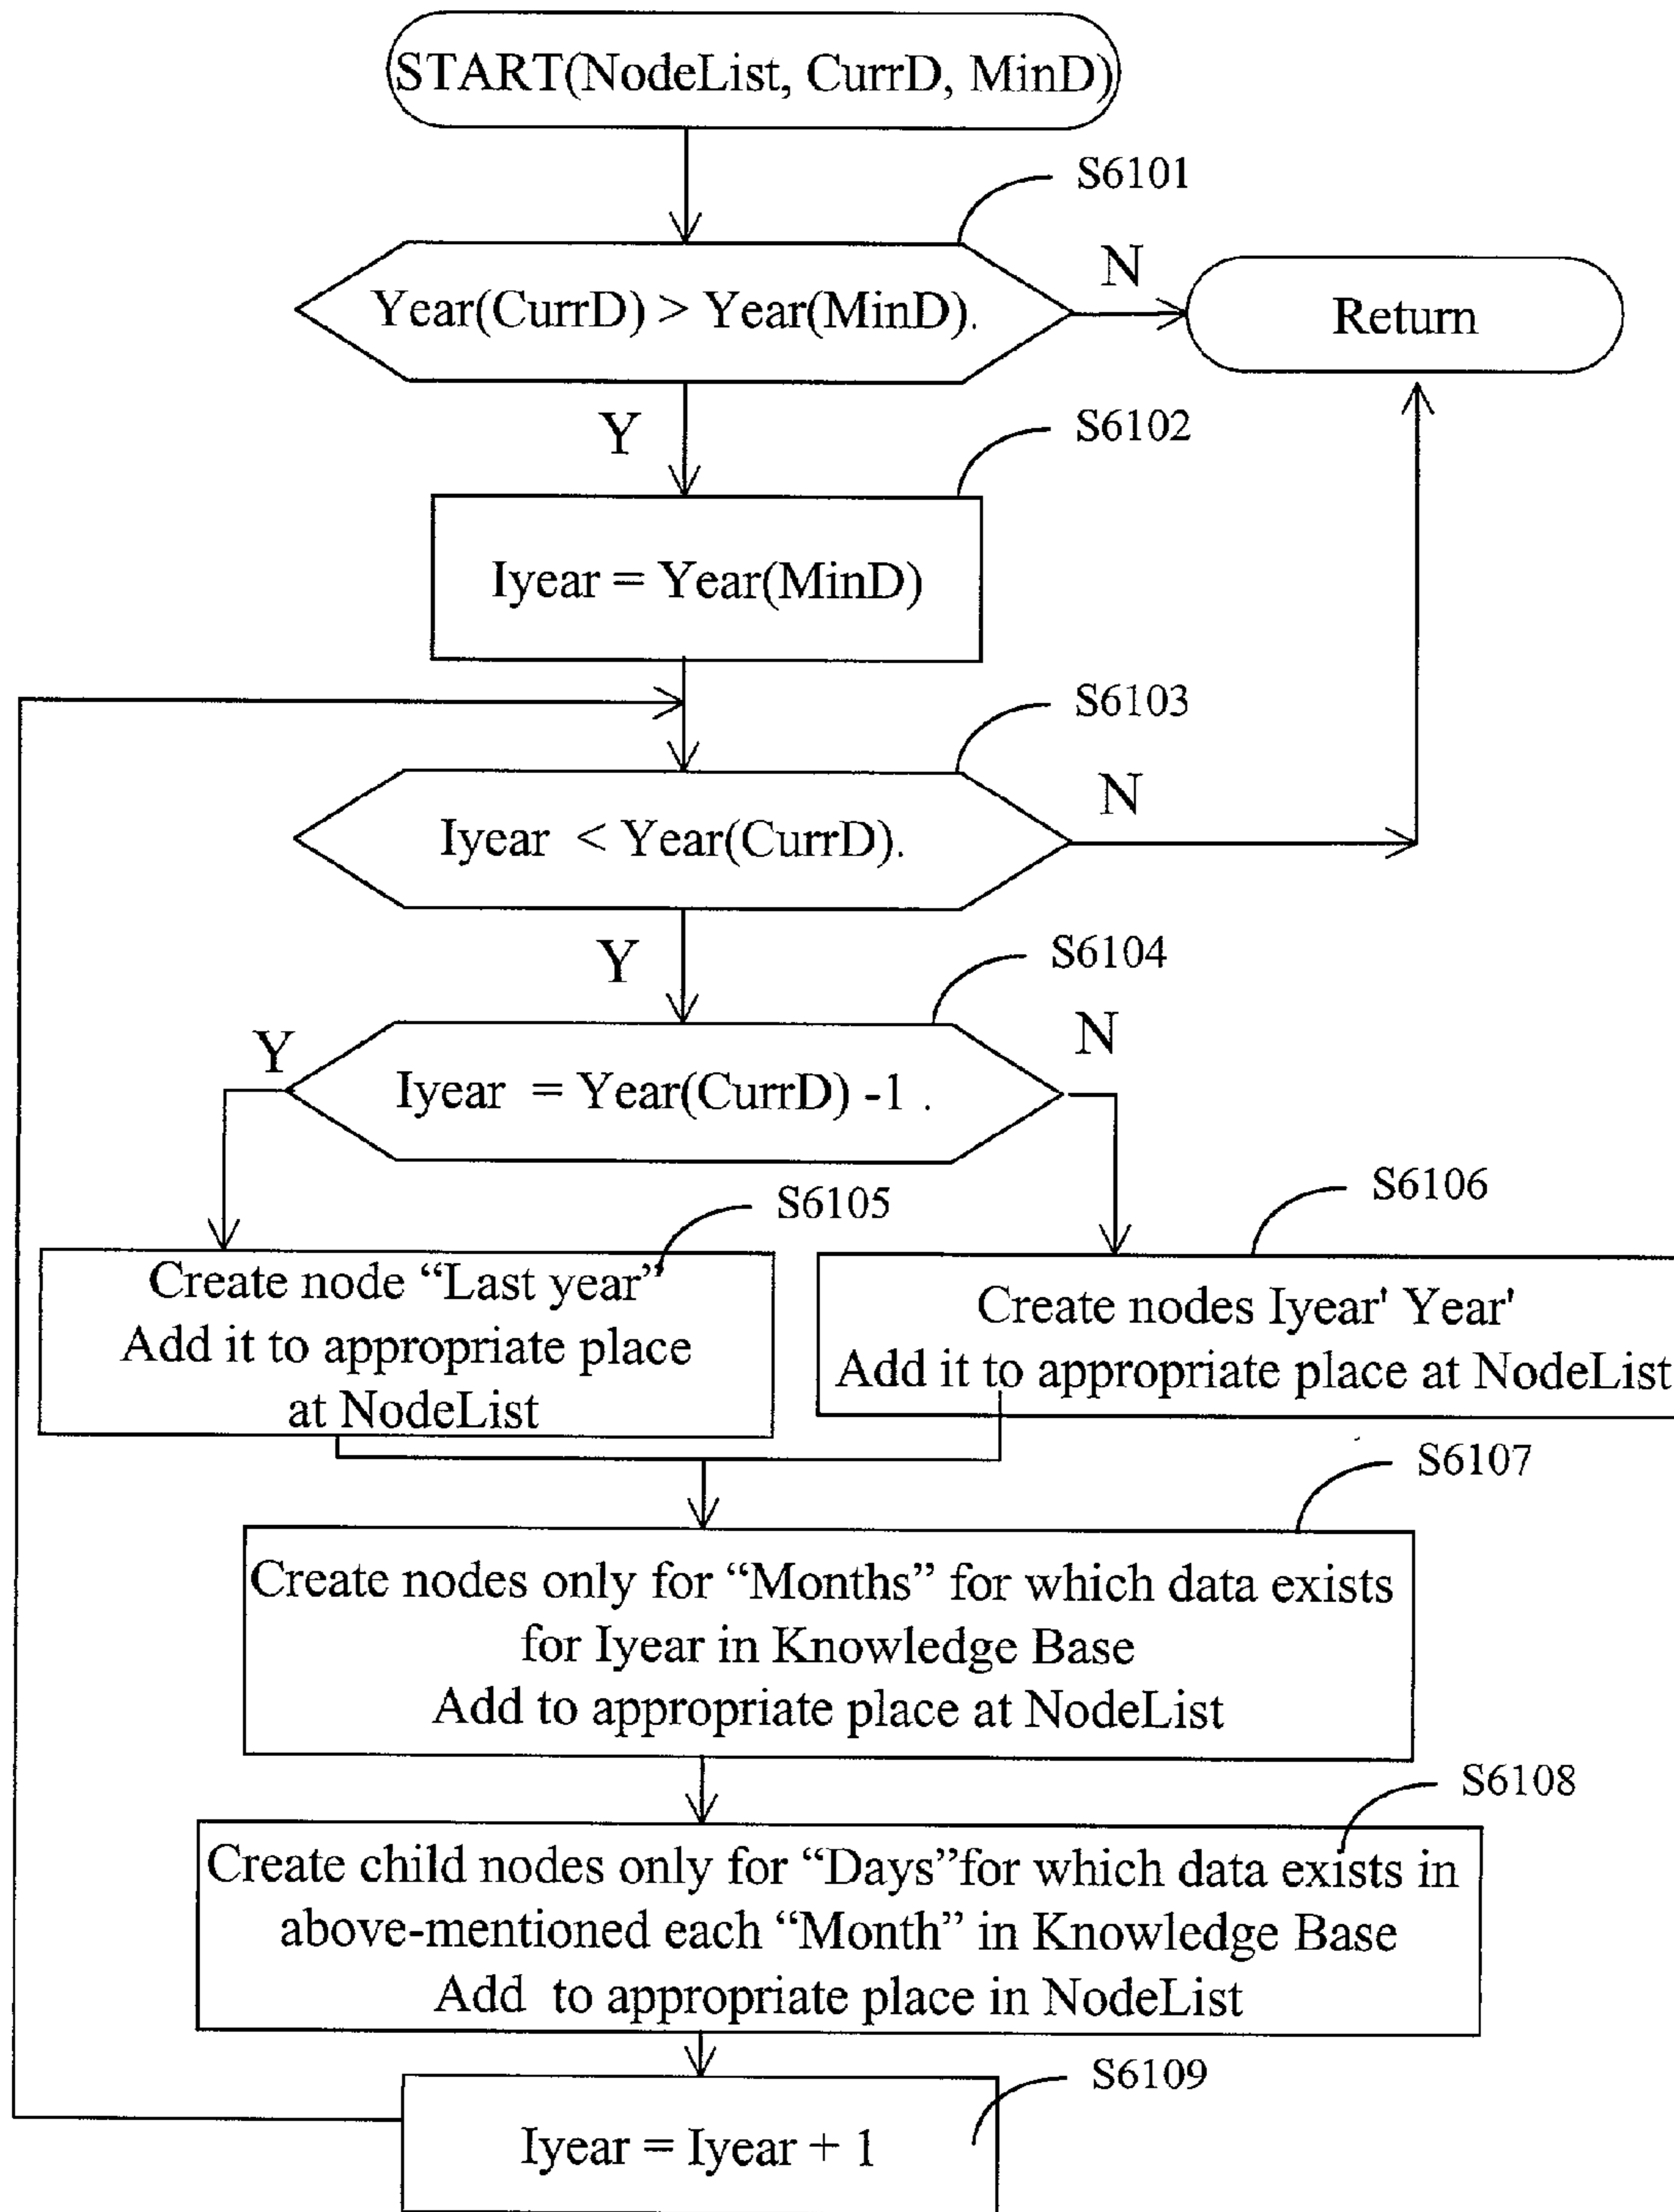 START(NodeList, CurrD, MinD)
S6101
Year(CurrD) > Year(MinD).
N
Return
Y
S6102
Iyear = Year(MinD)
S6103
Iyear < Year(CurrD).
N
Y
S6104
Y
Iyear = Year(CurrD) -1 .
N
S6105
S6106
Create node “Last year”
Add it to appropriate place
at NodeList
Create nodes Iyear' Year'
Add it to appropriate place at NodeList
S6107
Create nodes only for “Months” for which data exists
for Iyear in Knowledge Base
Add to appropriate place at NodeList
S6108
Create child nodes only for “Days”for which data exists in
above-mentioned each “Month” in Knowledge Base
Add to appropriate place in NodeList
S6109
Iyear = Iyear + 1